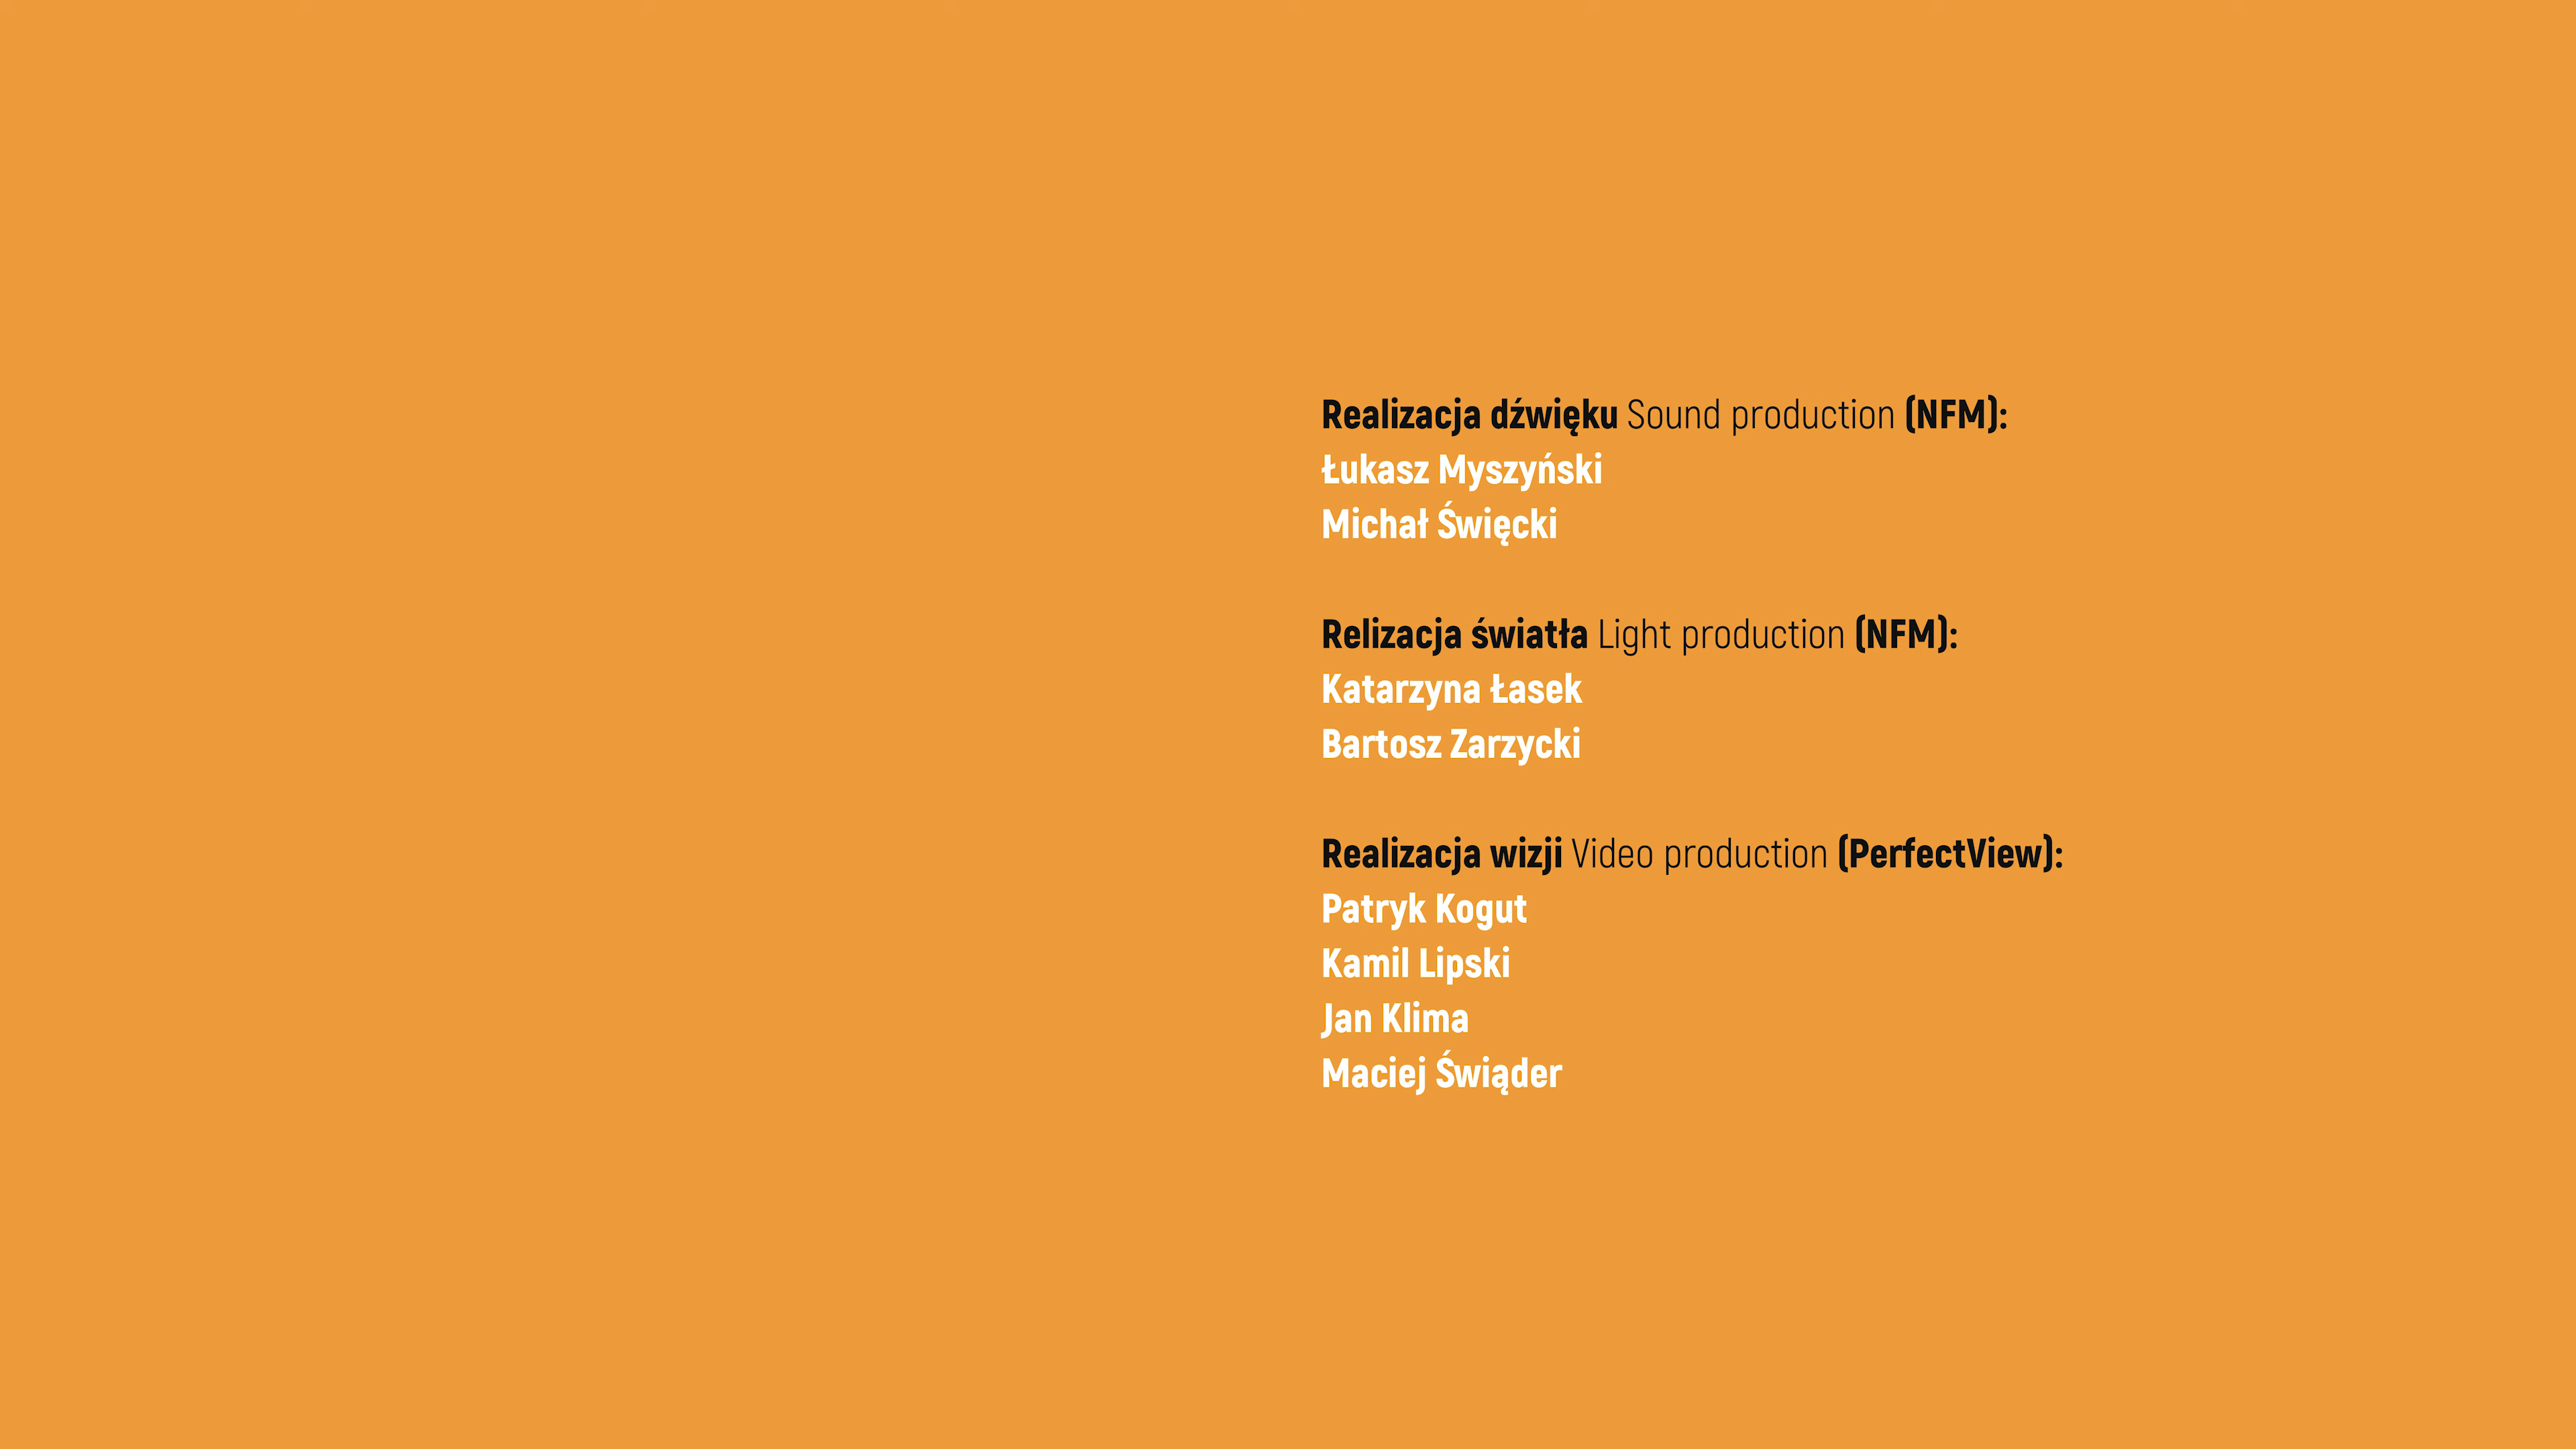 Realizacja dźwięku Sound production (NFM):
Łukasz Myszyński
Michał Święcki
Relizacja światła Light production (NFM):
Katarzyna Łasek
Bartosz Zarzycki
Realizacja wizji Video production (PerfectView):
Patryk Kogut
Kamil Lipski
Jan Klima
Maciej Świąder